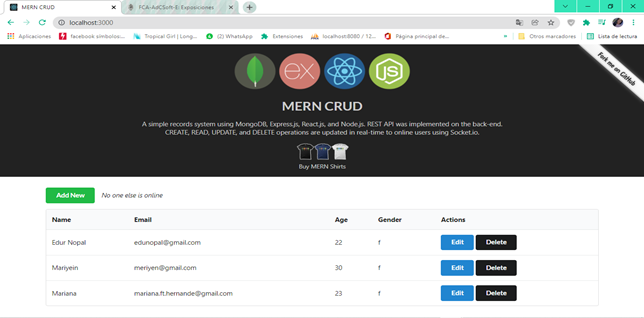 MERN CRUD
FCA-AdCSoft-E: Exposiciones
localhost:3000
Aplicaciones
facebook símbolos:...
Tropical Girl | Long...
(2) WhatsApp
Extensiones
localhost:8080 / 12...
Página principal de...
Otros marcadores
Lista de lectura
Fork me on GitHub
ex
JS
MERN CRUD
A simple records system using MongoDB, Express.js, React.js, and Node.js. REST API was implemented on the back-end.
CREATE, READ, UPDATE, and DELETE operations are updated in real-time to online users using Socket.io.
Buy MERN Shirts
Add New
No one else is online
Name Email Age Gender Actions
Edur Nopal edunopal@gmail.com 22 f Edit Delete
Mariyein meriyen@gmail.com 30 f Edit Delete
Mariana mariana.ft.hernande@gmail.com 23 f Edit Delete